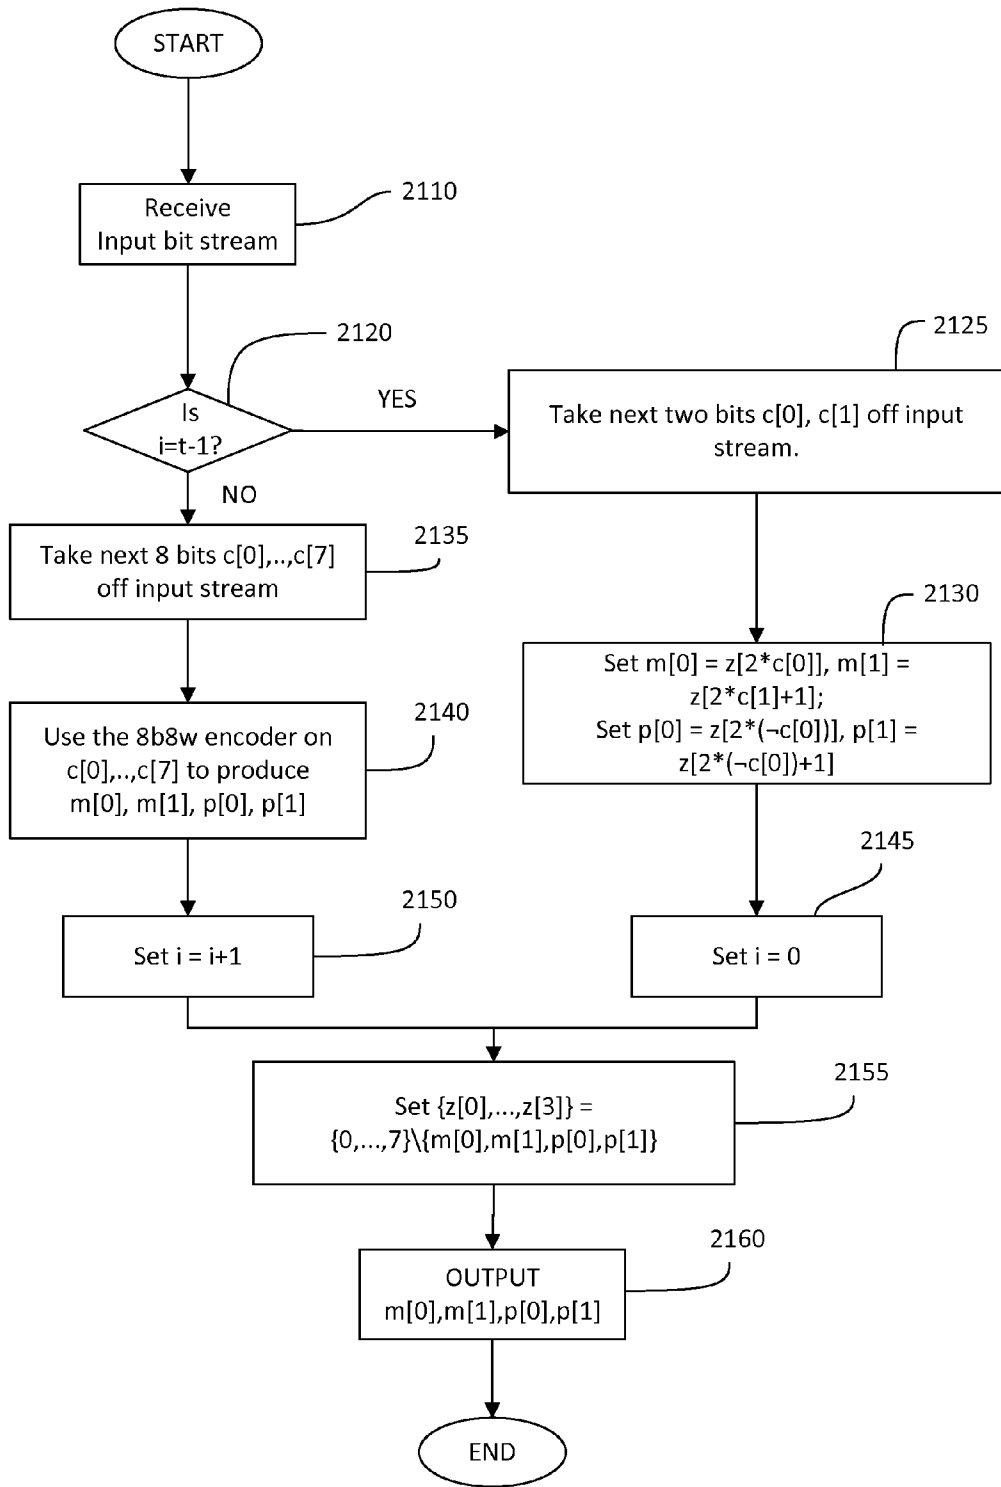 START
2110
Receive
Input bit stream
2120
2125
Is
i=t-1?
YES
Take next two bits c[0], c[1] off input
stream.
NO
2135
Take next 8 bits c[0],..,c[7]
off input stream
2130
Set m[0] = z[2*c[0]], m[1] =
z[2*c[1]+1];
Set p[0] = z[2*(¬c[0])], p[1] =
z[2*(¬c[0])+1]
2140
Use the 8b8w encoder on
c[0],..,c[7] to produce
m[0], m[1], p[0], p[1]
2145
2150
Set i = i+1
Set i = 0
2155
Set {z[0],...,z[3]} =
{0,...,7}\{m[0],m[1],p[0],p[1]}
2160
OUTPUT
m[0],m[1],p[0],p[1]
END